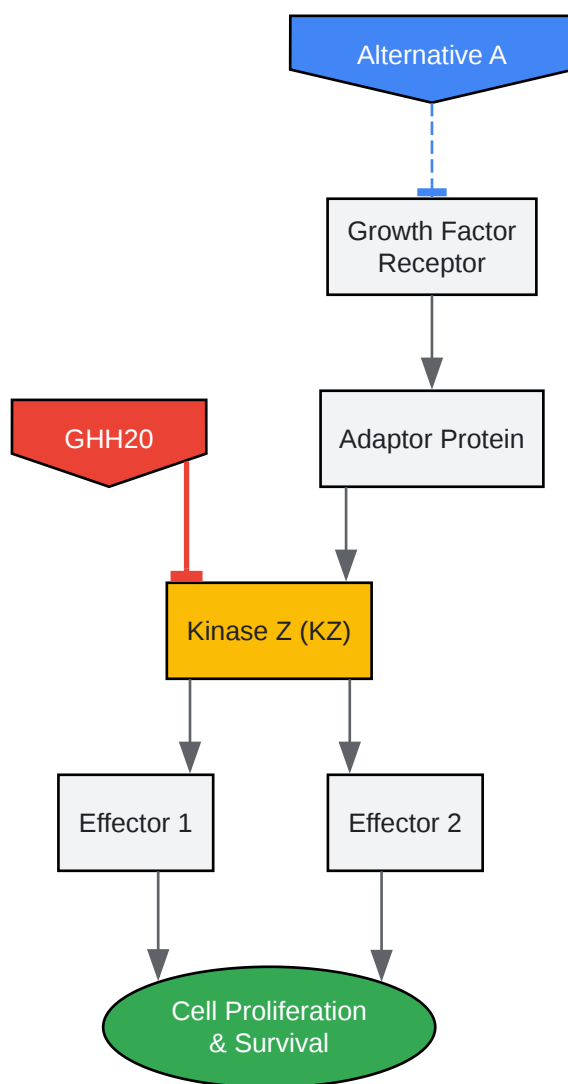 Alternative A
Growth Factor
Receptor
GHH20
Adaptor Protein
Kinase Z (KZ)
Effector 1
Effector 2
Cell Proliferation
& Survival